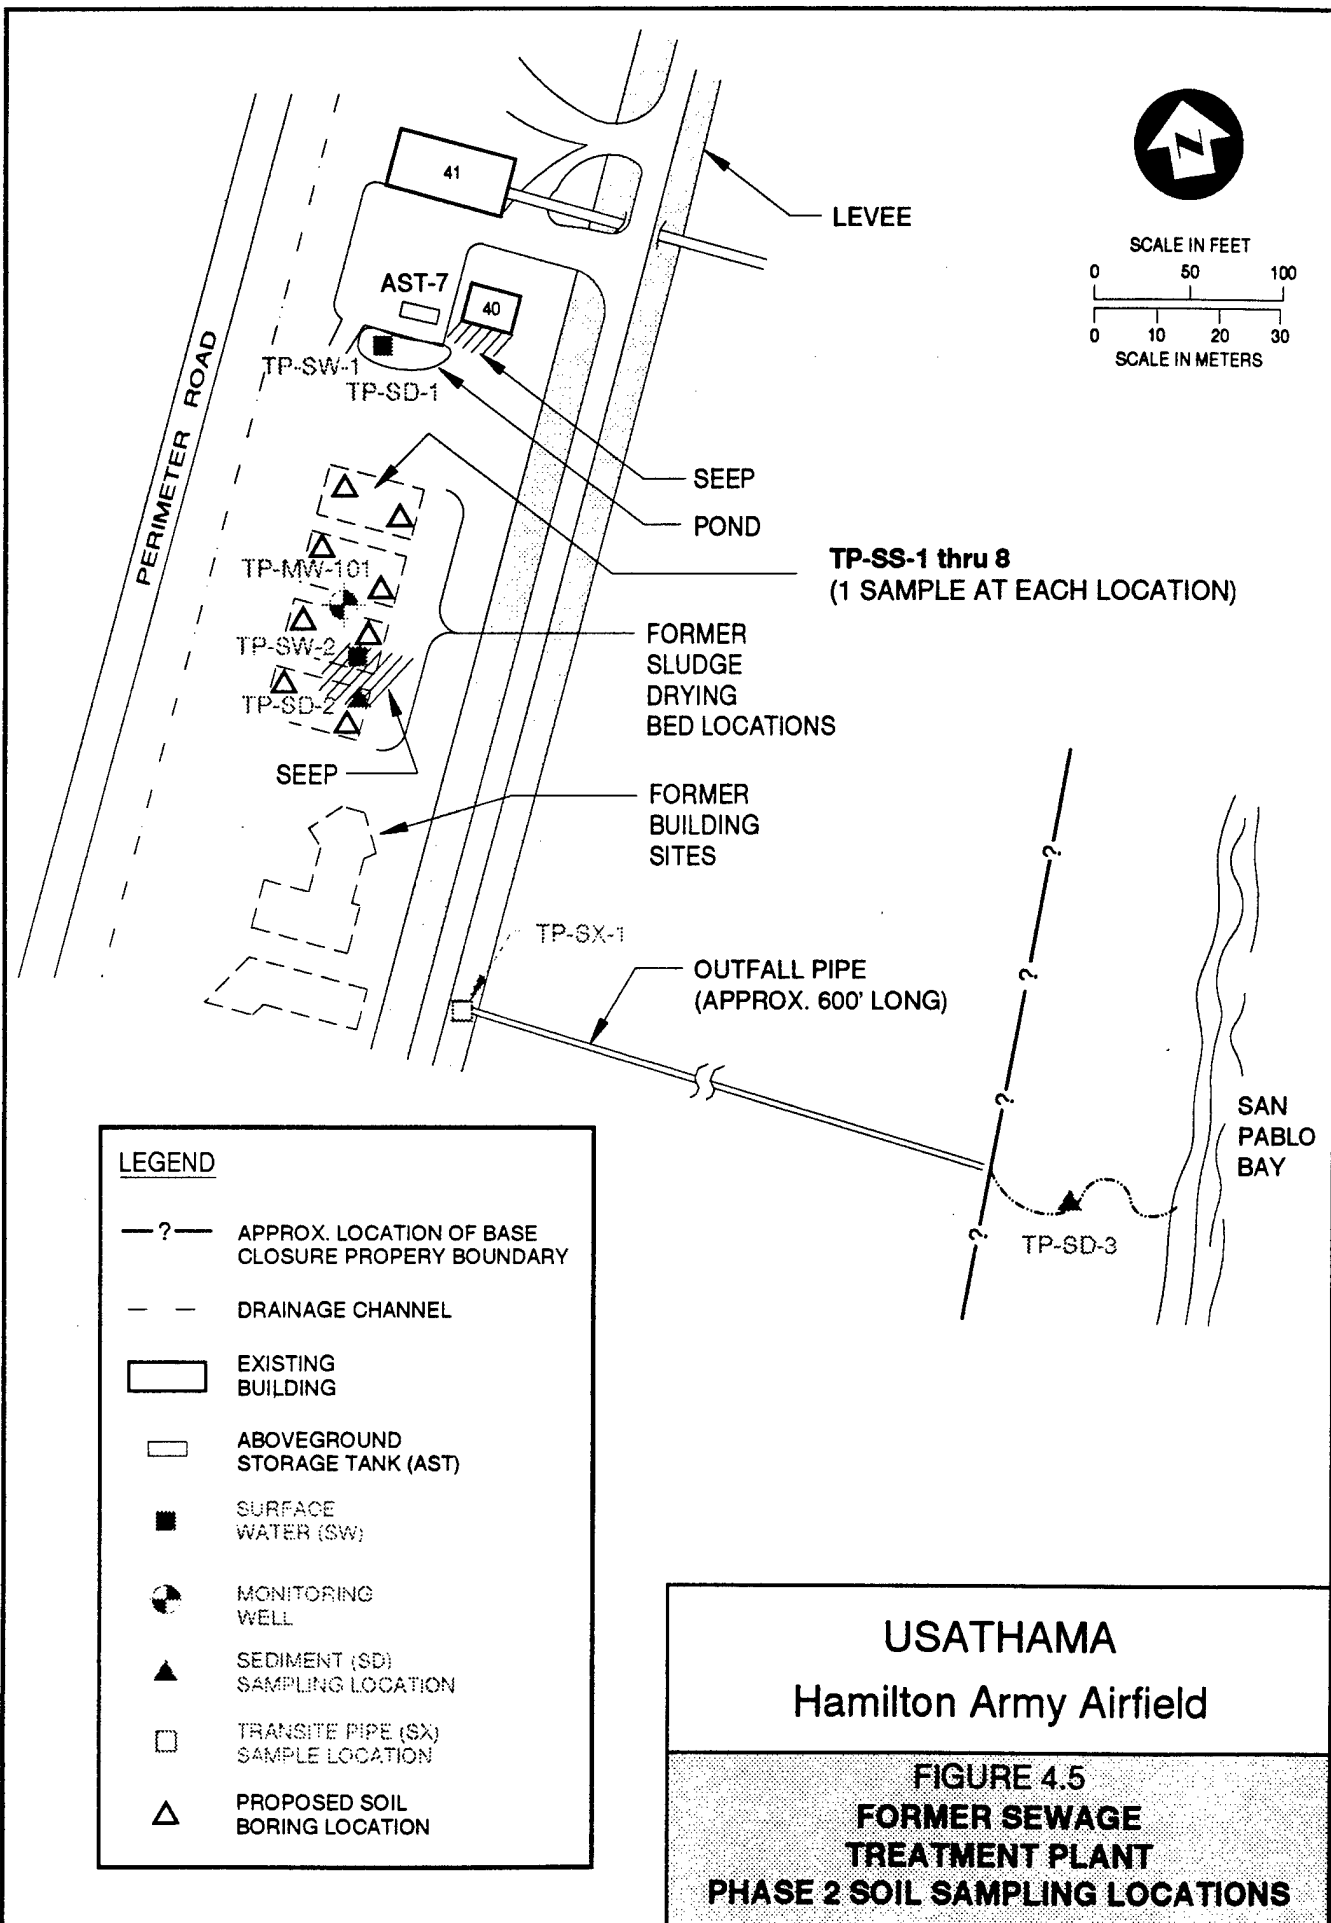 N
SCALE IN FEET
0 50 100
0 10 20 30
SCALE IN METERS
41
LEVEE
AST-7
40
TP-SW-1
TP-SD-1
PERIMETER ROAD
SEEP
POND
TP-SS-1 thru 8
(1 SAMPLE AT EACH LOCATION)
TP-MW-101
TP-SW-2
TP-SD-2
FORMER
SLUDGE
DRYING
BED LOCATIONS
SEEP
FORMER
BUILDING
SITES
TP-SX-1
OUTFALL PIPE
(APPROX. 600' LONG)
?
?
?
?
SAN
PABLO
BAY
TP-SD-3
LEGEND
?
APPROX. LOCATION OF BASE
CLOSURE PROPERY BOUNDARY
DRAINAGE CHANNEL
EXISTING
BUILDING
ABOVEGROUND
STORAGE TANK (AST)
SURFACE
WATER (SW)
MONITORING
WELL
SEDIMENT (SD)
SAMPLING LOCATION
TRANSITE PIPE (SX)
SAMPLE LOCATION
PROPOSED SOIL
BORING LOCATION
USATHAMA
Hamilton Army Airfield
FIGURE 4.5
FORMER SEWAGE
TREATMENT PLANT
PHASE 2 SOIL SAMPLING LOCATIONS